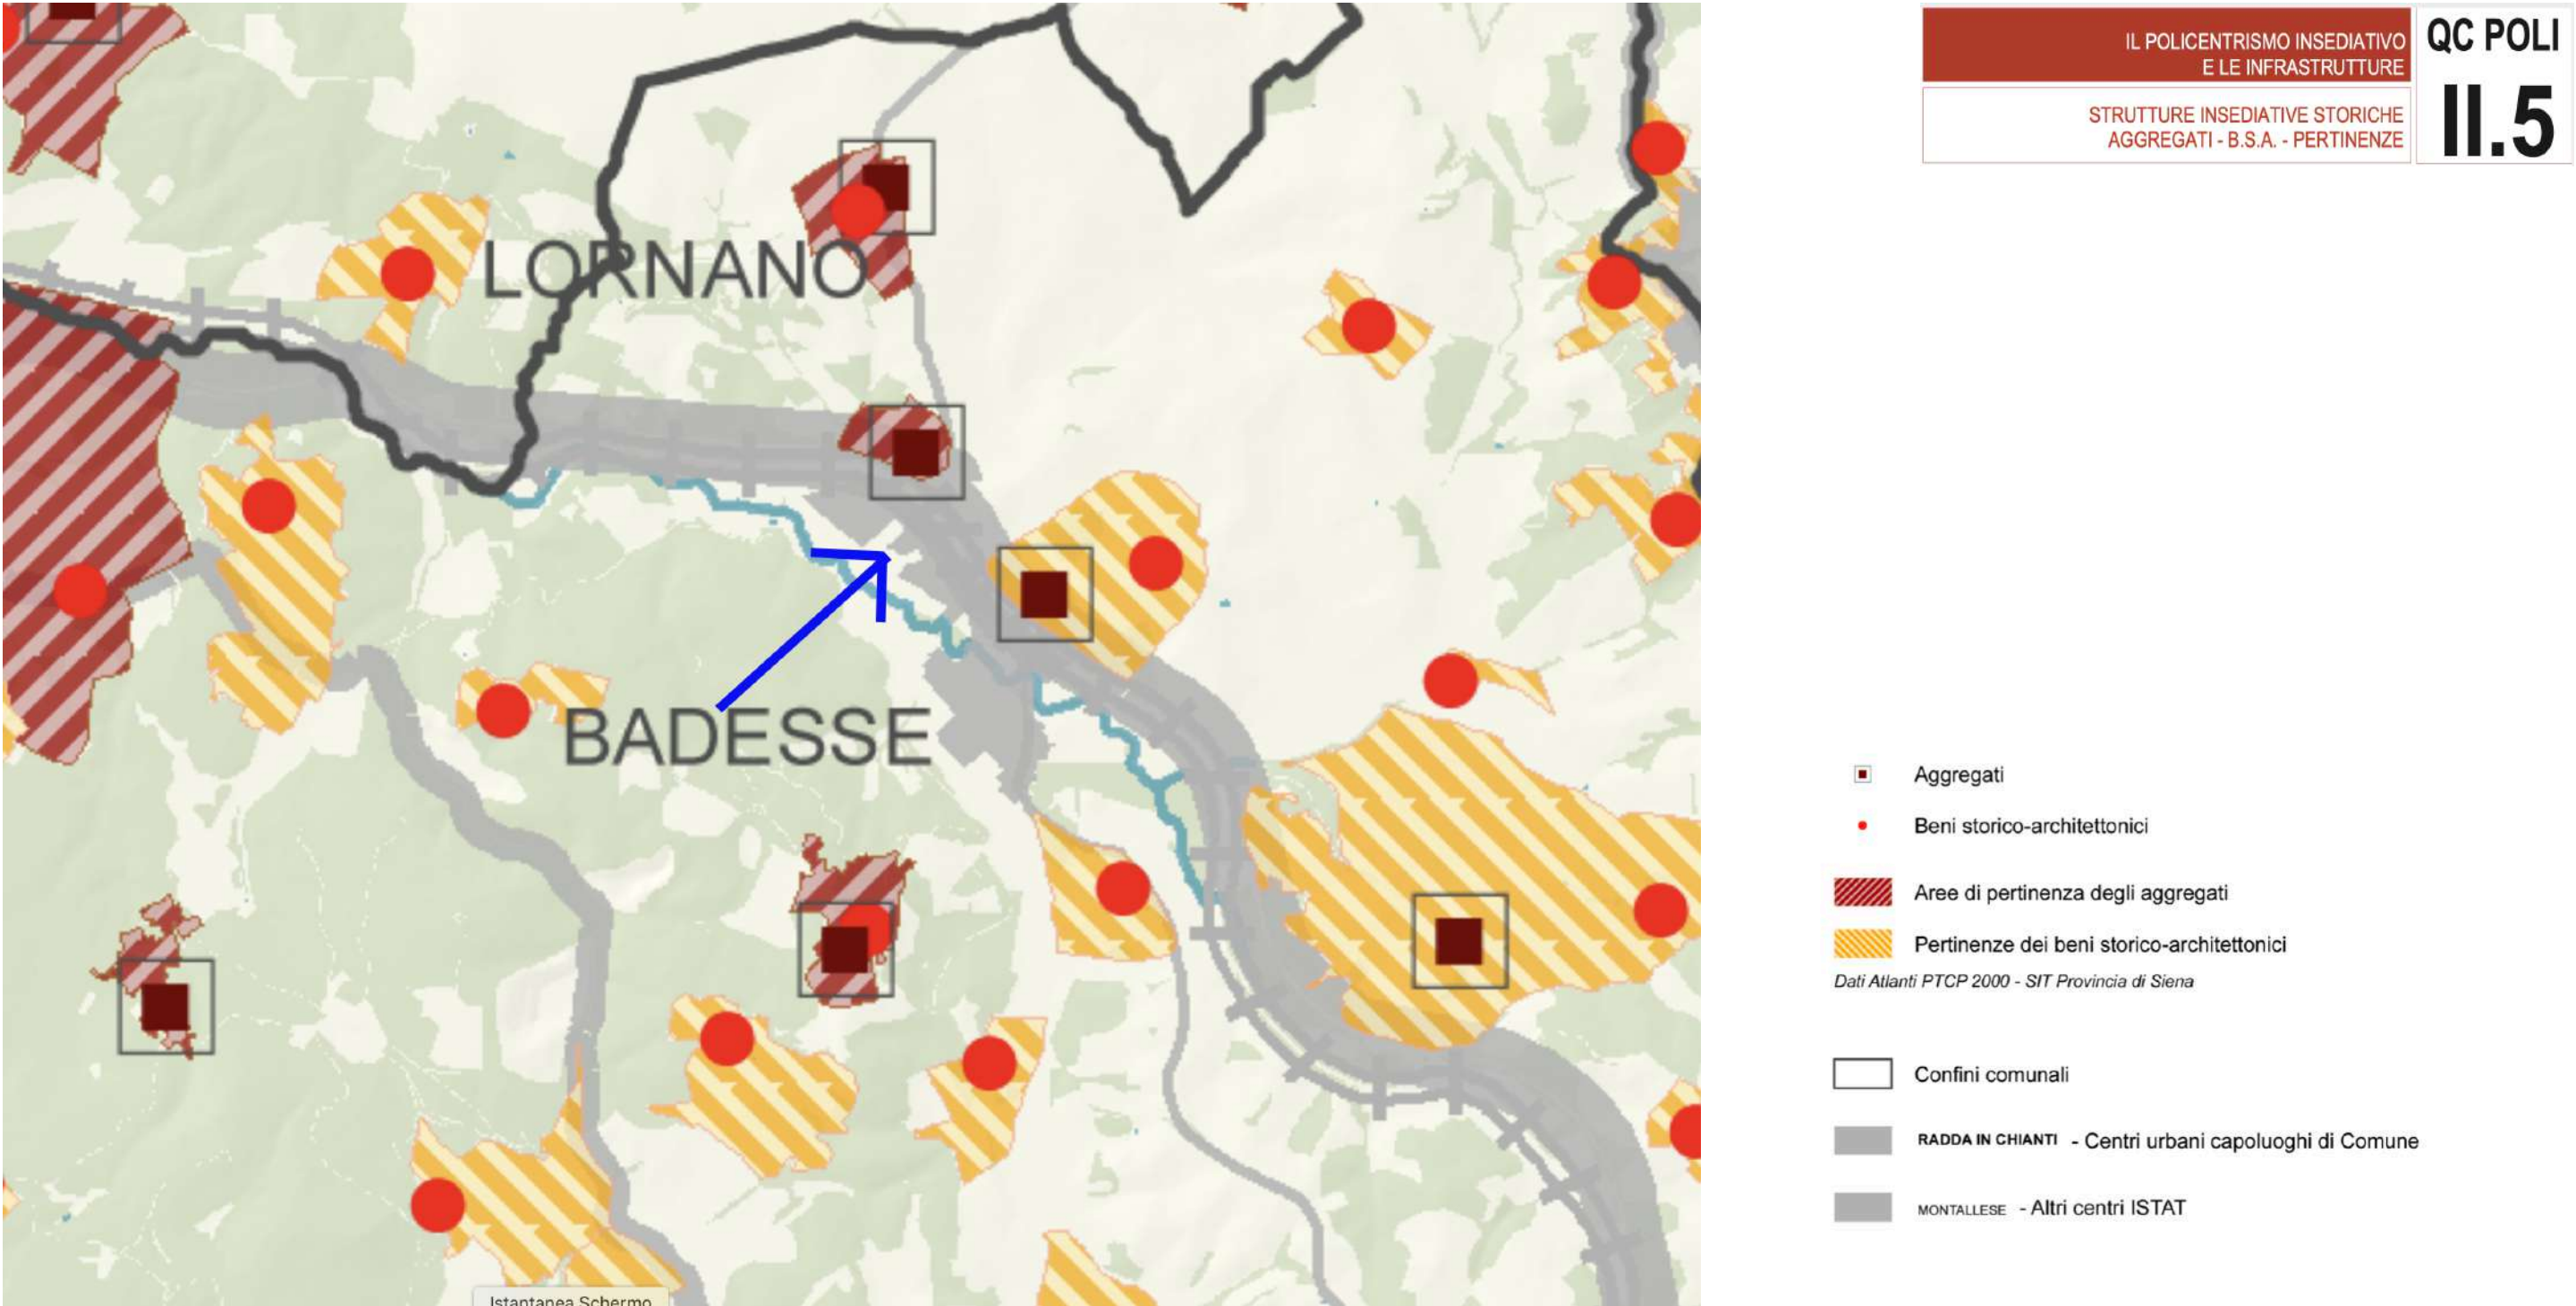 IL POLICENTRISMO INSEDIATIVO
E LE INFRASTRUTTURE
QC POLI
II.5
STRUTTURE INSEDIATIVE STORICHE
AGGREGATI - B.S.A. - PERTINENZE
LORNANO
BADESSE
Aggregati
Beni storico-architettonici
Aree di pertinenza degli aggregati
Pertinenze dei beni storico-architettonici
Dati Atlanti PTCP 2000 - SIT Provincia di Siena
Confini comunali
RADDA IN CHIANTI - Centri urbani capoluoghi di Comune
MONTALLESE - Altri centri ISTAT
Istantanea Schermo